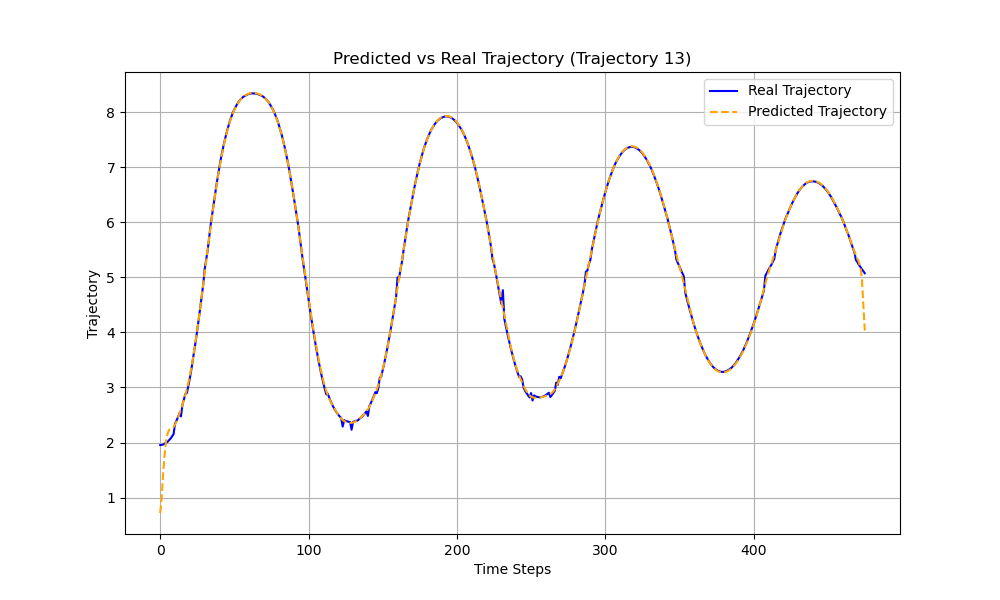 Predicted vs Real Trajectory (Trajectory 13)
Real Trajectory
Predicted Trajectory
8
7
6
5
4
3
2
1
Trajectory
0 100 200 300 400
Time Steps